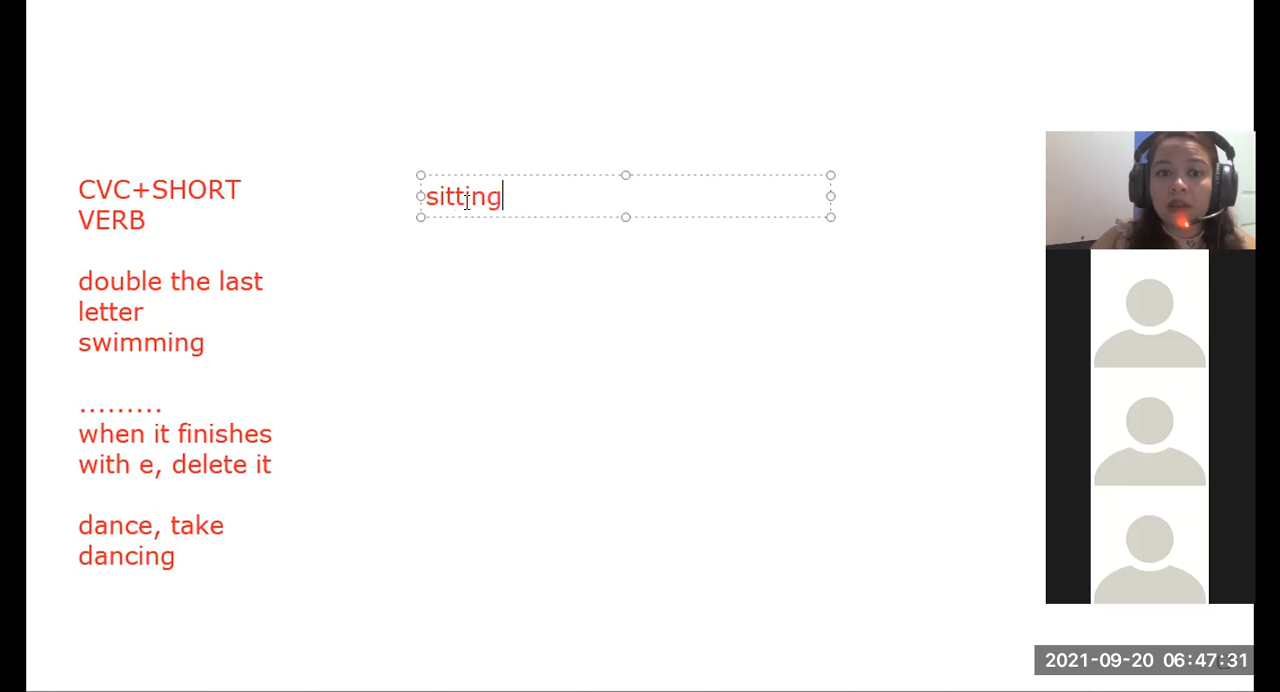 CVC+SHORT
VERB
double the last
letter
swimming
.........
when it finishes
with e, delete it
dance, take
dancing
sitting
2021-09-20 06:47:31